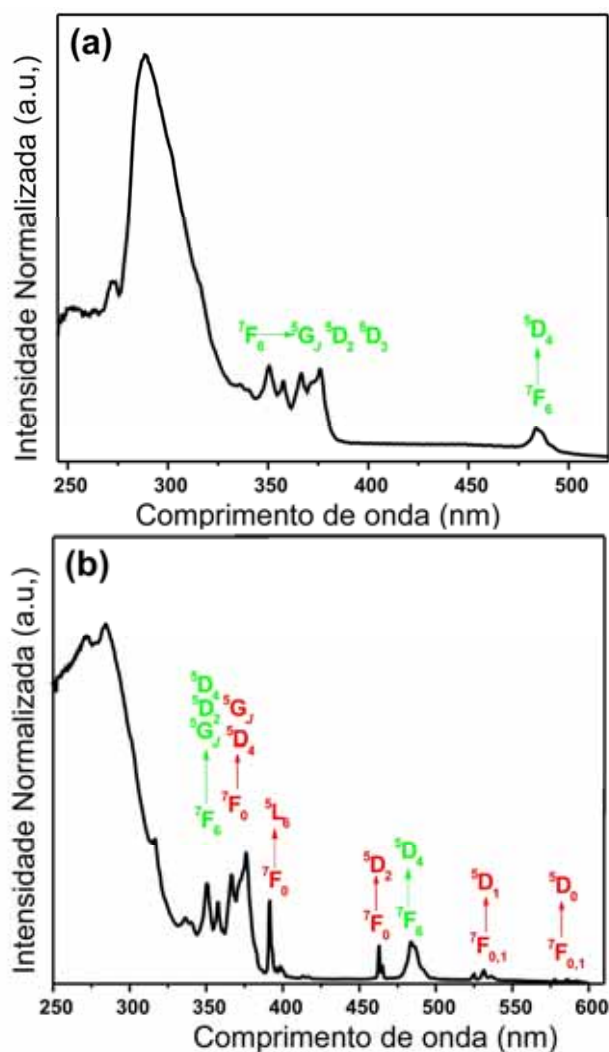 (a)
Intensidade Normalizada (a.u,)
⁷F₆ → ⁵G_J ⁵D₂ ⁵D₃
⁵D₄
⁷F₆
250 300 350 400 450 500
Comprimento de onda (nm)
(b)
Intensidade Normalizada (a.u,)
⁵D₄
⁵D₂ ⁵G_J
⁵G_J ⁵D₄
⁷F₆ ⁷F₀
⁵L₆
⁷F₀
⁵D₂
⁷F₀
⁵D₄
⁷F₆
⁵D₁
⁷F₀,₁
⁵D₀
⁷F₀,₁
250 300 350 400 450 500 550 600
Comprimento de onda (nm)